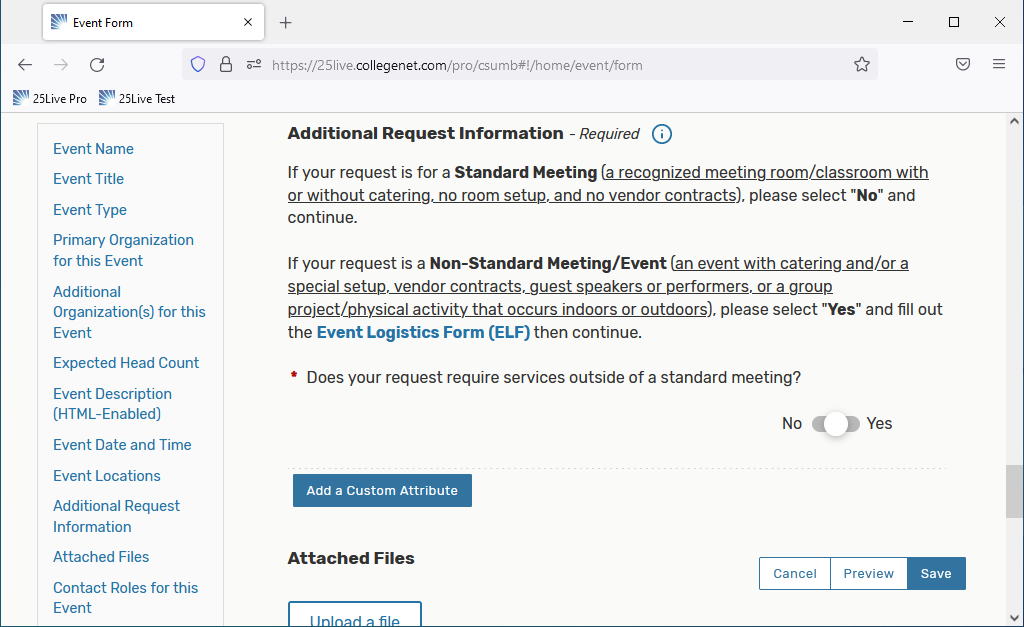 Event Form
https://25live.collegenet.com/pro/csumb#!/home/event/form
25Live Pro
25Live Test
Event Name
Event Title
Event Type
Primary Organization
for this Event
Additional
Organization(s) for this
Event
Expected Head Count
Event Description
(HTML-Enabled)
Event Date and Time
Event Locations
Additional Request
Information
Attached Files
Contact Roles for this
Event
Additional Request Information - Required
If your request is for a Standard Meeting (a recognized meeting room/classroom with
or without catering, no room setup, and no vendor contracts), please select "No" and
continue.
If your request is a Non-Standard Meeting/Event (an event with catering and/or a
special setup, vendor contracts, guest speakers or performers, or a group
project/physical activity that occurs indoors or outdoors), please select "Yes" and fill out
the Event Logistics Form (ELF) then continue.
* Does your request require services outside of a standard meeting?
No Yes
Add a Custom Attribute
Attached Files
Cancel Preview Save
Upload a file